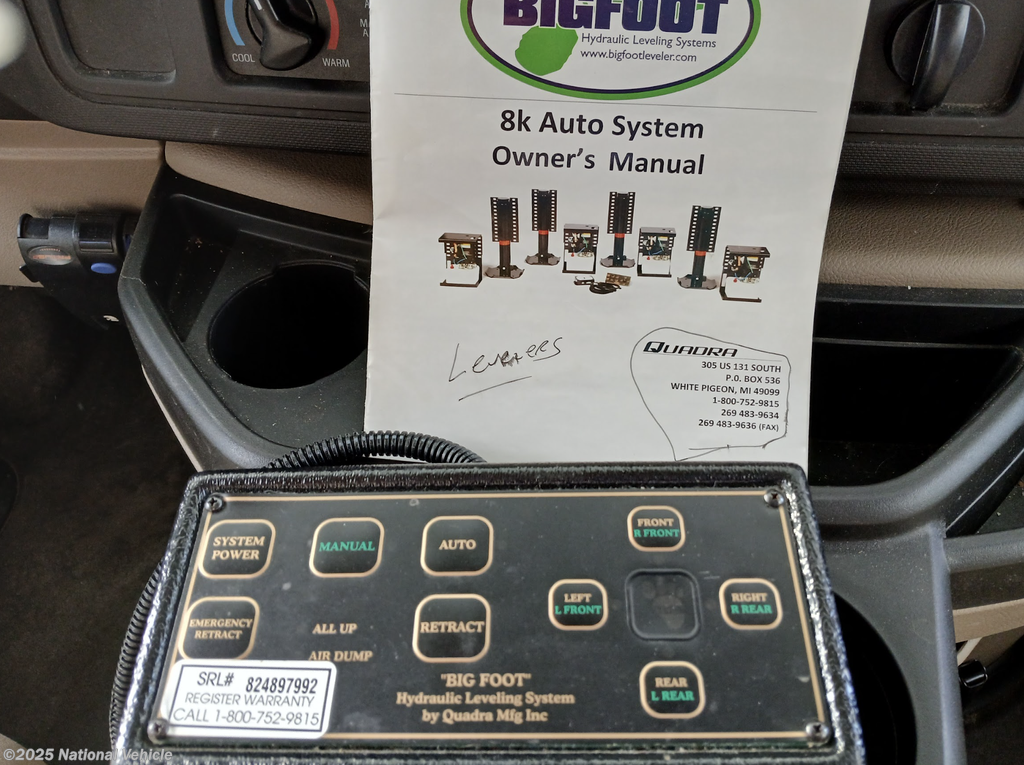 COOL
WARM
BIGFOOT
Hydraulic Leveling Systems
www.bigfootleveler.com
8k Auto System
Owner's Manual
QUADRA
305 US 131 SOUTH
P.O. BOX 536
WHITE PIGEON, MI 49099
1-800-752-9815
269 483-9634
269 483-9636 (FAX)
SYSTEM
POWER
MANUAL
AUTO
FRONT
R FRONT
LEFT
L FRONT
RIGHT
R REAR
EMERGENCY
RETRACT
ALL UP
AIR DUMP
RETRACT
REAR
L REAR
SRL# 824897992
REGISTER WARRANTY
CALL 1-800-752-9815
"BIG FOOT"
Hydraulic Leveling System
by Quadra Mfg Inc
©2025 National Vehicle